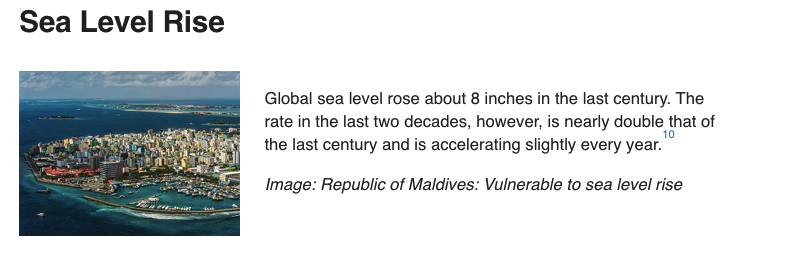 Sea Level Rise
Global sea level rose about 8 inches in the last century. The
rate in the last two decades, however, is nearly double that of
the last century and is accelerating slightly every year.10
Image: Republic of Maldives: Vulnerable to sea level rise